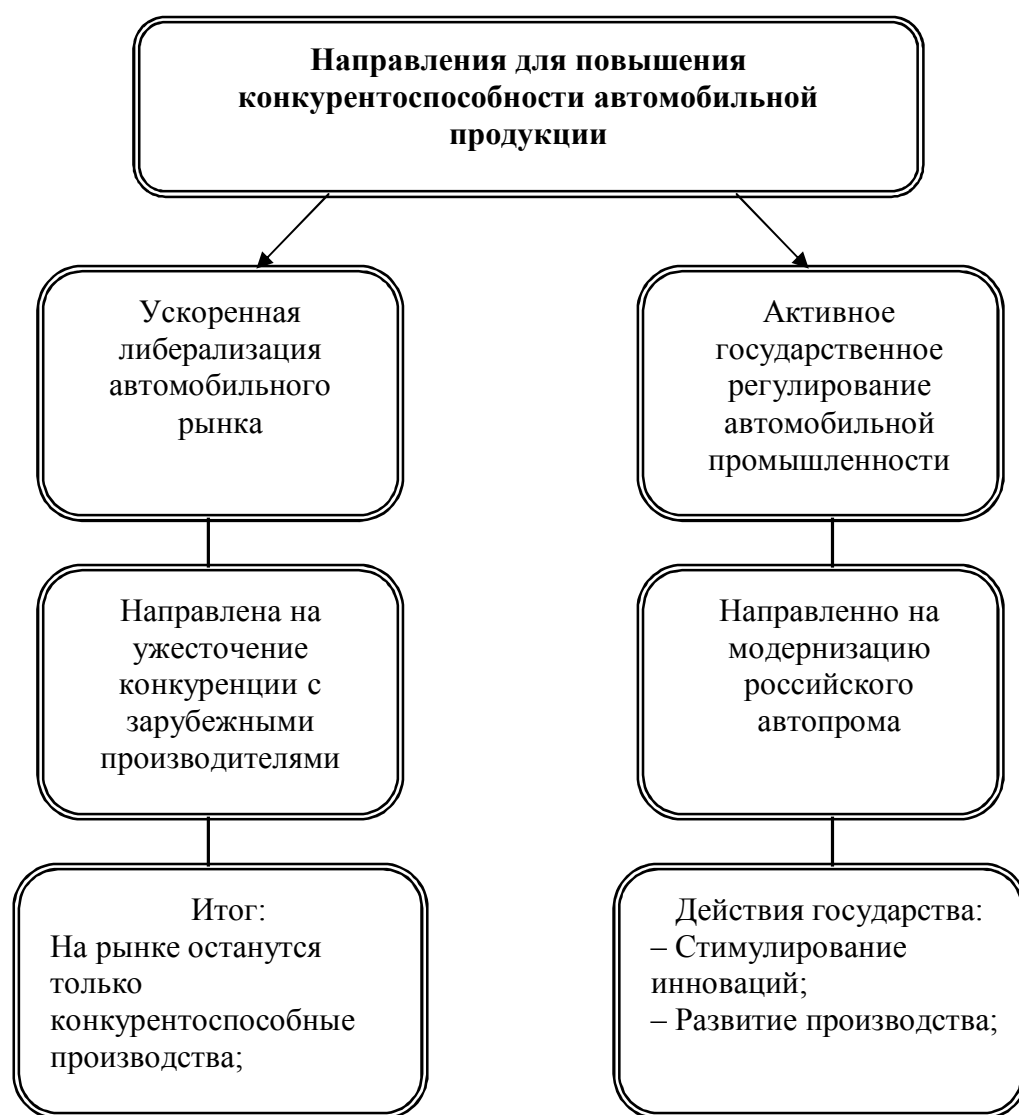 Направления для повышения
конкурентоспособности автомобильной
продукции
Ускоренная
либерализация
автомобильного
рынка
Активное
государственное
регулирование
автомобильной
промышленности
Направлена на
ужесточение
конкуренции с
зарубежными
производителями
Направленно на
модернизацию
российского
автопрома
Итог:
На рынке останутся
только
конкурентоспособные
производства;
Действия государства:
– Стимулирование
инноваций;
– Развитие производства;